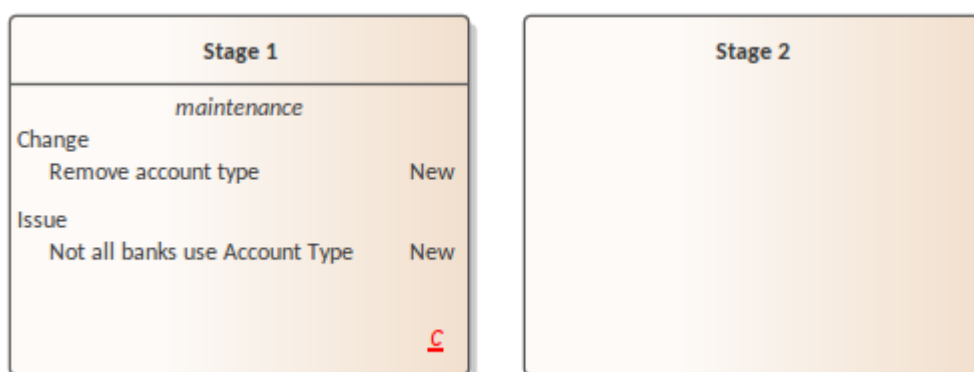 Stage 1
maintenance
Change
Remove account type New
Issue
Not all banks use Account Type New
C
Stage 2